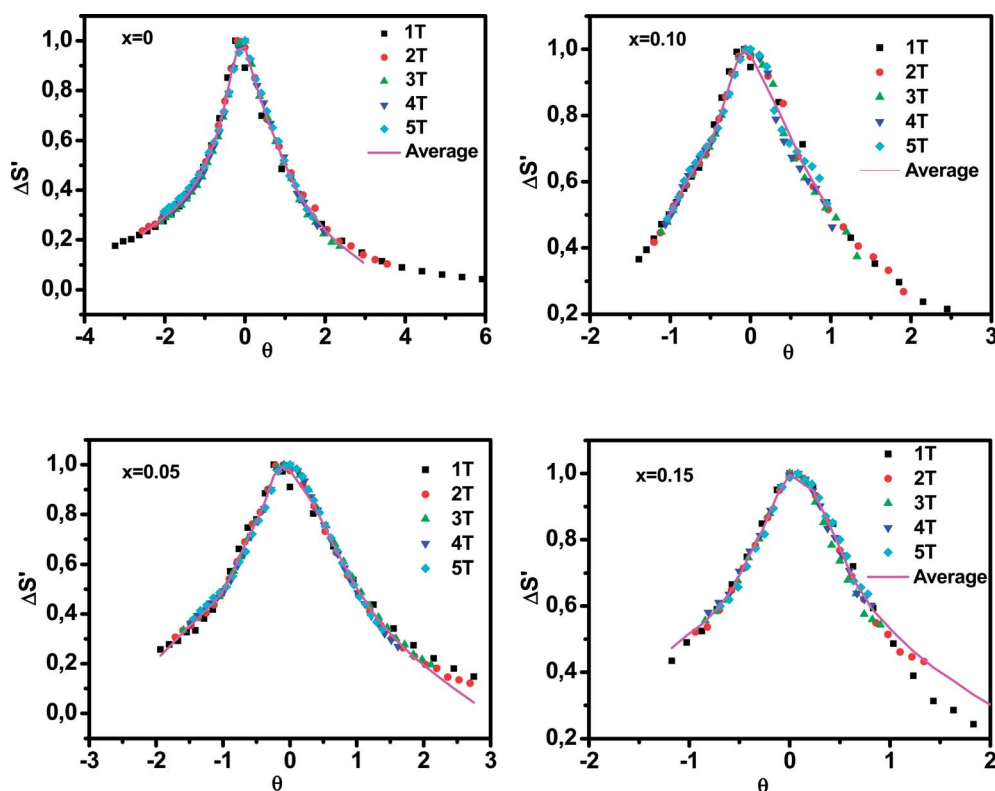 x=0
1T
2T
3T
4T
5T
Average
1,0
0,8
0,6
0,4
0,2
0,0
ΔS'
-4 -2 0 2 4 6
θ
x=0.10
1T
2T
3T
4T
5T
Average
1,0
0,8
0,6
0,4
0,2
ΔS'
-2 -1 0 1 2 3
θ
x=0.05
1T
2T
3T
4T
5T
Average
1,0
0,8
0,6
0,4
0,2
0,0
ΔS'
-3 -2 -1 0 1 2 3
θ
x=0.15
1T
2T
3T
4T
5T
Average
1,0
0,8
0,6
0,4
0,2
ΔS'
-2 -1 0 1 2
θ